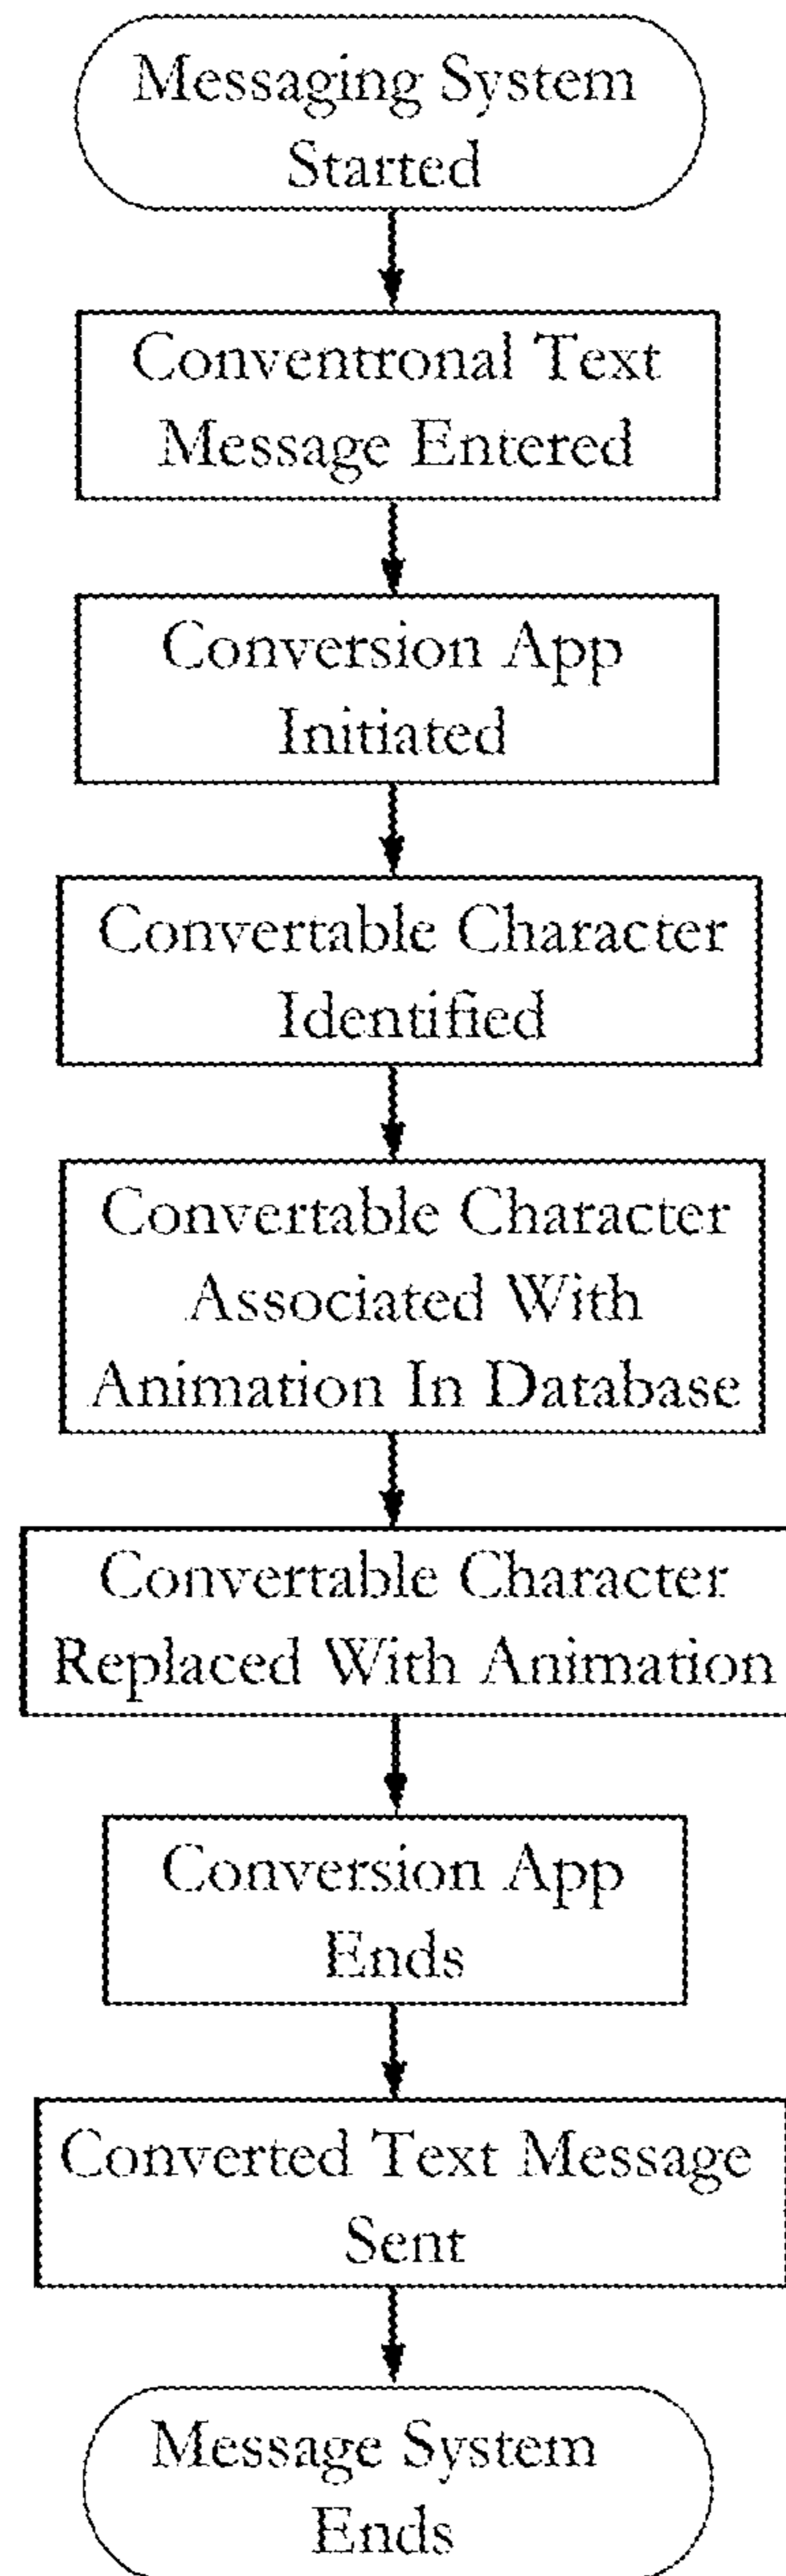 Messaging System
Started
Conventronal Text
Message Entered
Conversion App
Initiated
Convertable Character
Identified
Convertable Character
Associated With
Animation In Database
Convertable Character
Replaced With Animation
Conversion App
Ends
Converted Text Message
Sent
Message System
Ends